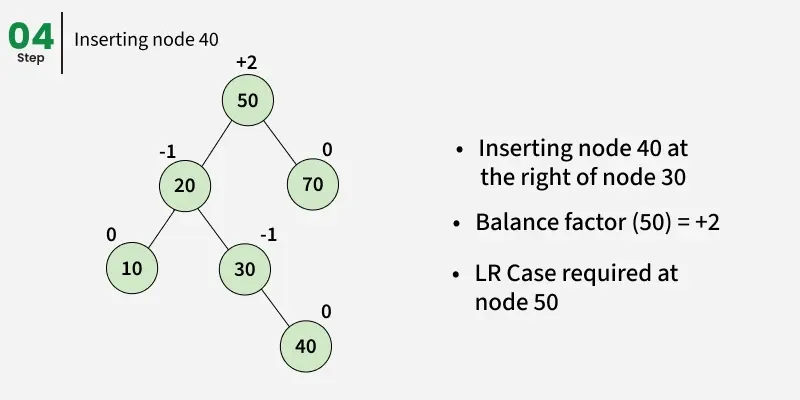 04
Step
Inserting node 40
+2
50
-1
0
20
70
0
-1
10
30
0
40
• Inserting node 40 at
the right of node 30
• Balance factor (50) = +2
• LR Case required at
node 50